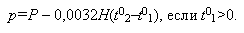 p=P – 0,0032H(t⁰₂–t⁰₁), если t⁰₁>0.